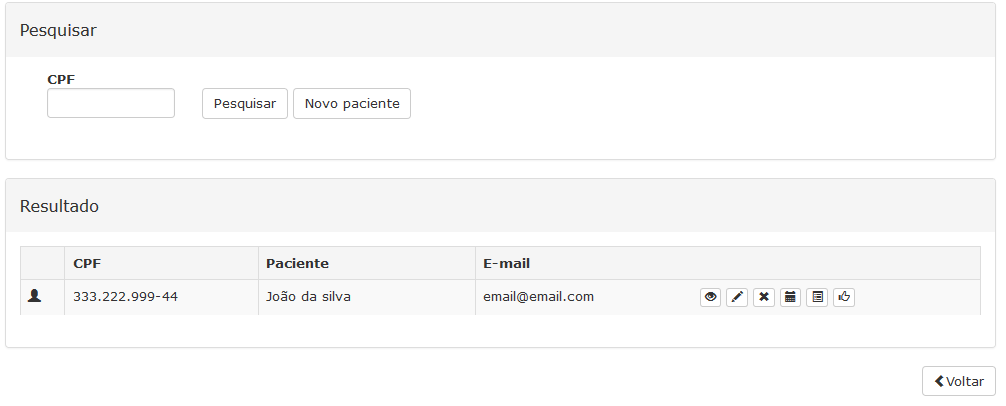 Pesquisar
CPF
Pesquisar Novo paciente
Resultado
CPF Paciente E-mail
333.222.999-44 João da silva email@email.com
Voltar